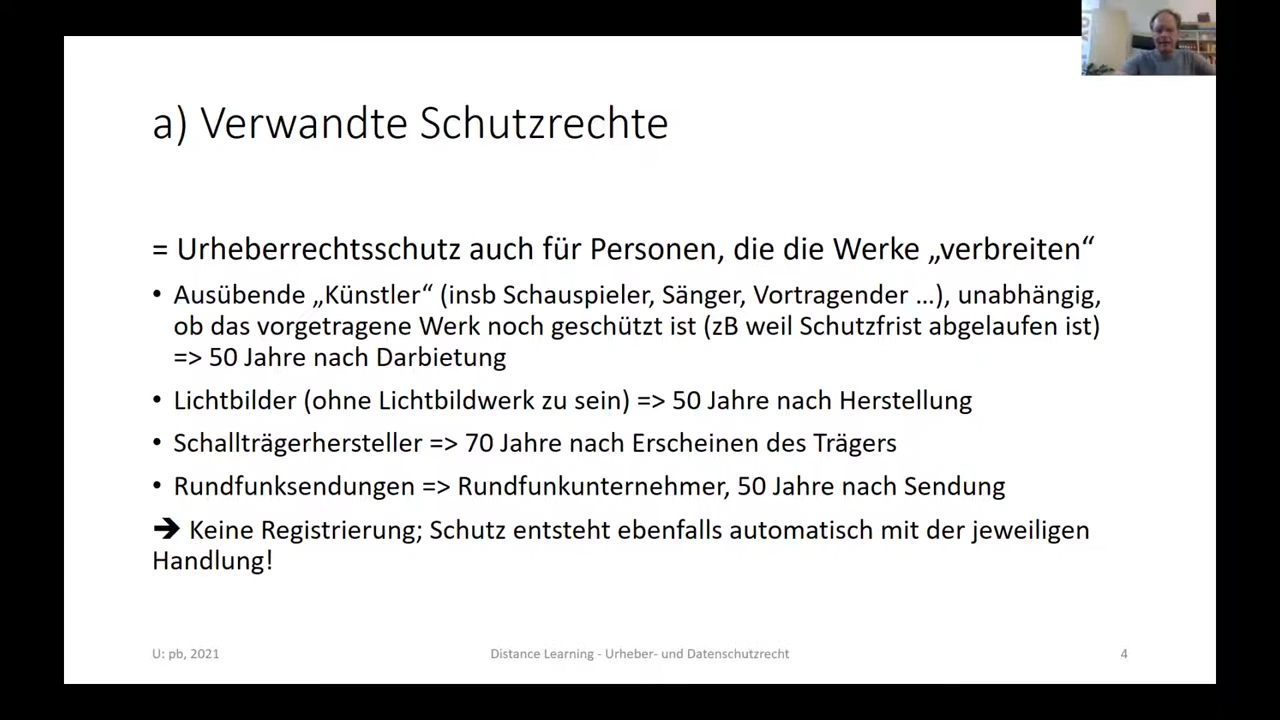 a) Verwandte Schutzrechte
= Urheberrechtsschutz auch für Personen, die die Werke „verbreiten“
• Ausübende „Künstler“ (insb Schauspieler, Sänger, Vortragender …), unabhängig,
ob das vorgetragene Werk noch geschützt ist (zB weil Schutzfrist abgelaufen ist)
=> 50 Jahre nach Darbietung
• Lichtbilder (ohne Lichtbildwerk zu sein) => 50 Jahre nach Herstellung
• Schallträgerhersteller => 70 Jahre nach Erscheinen des Trägers
• Rundfunksendungen => Rundfunkunternehmer, 50 Jahre nach Sendung
➔ Keine Registrierung; Schutz entsteht ebenfalls automatisch mit der jeweiligen
Handlung!
U: pb, 2021
Distance Learning - Urheber- und Datenschutzrecht
4